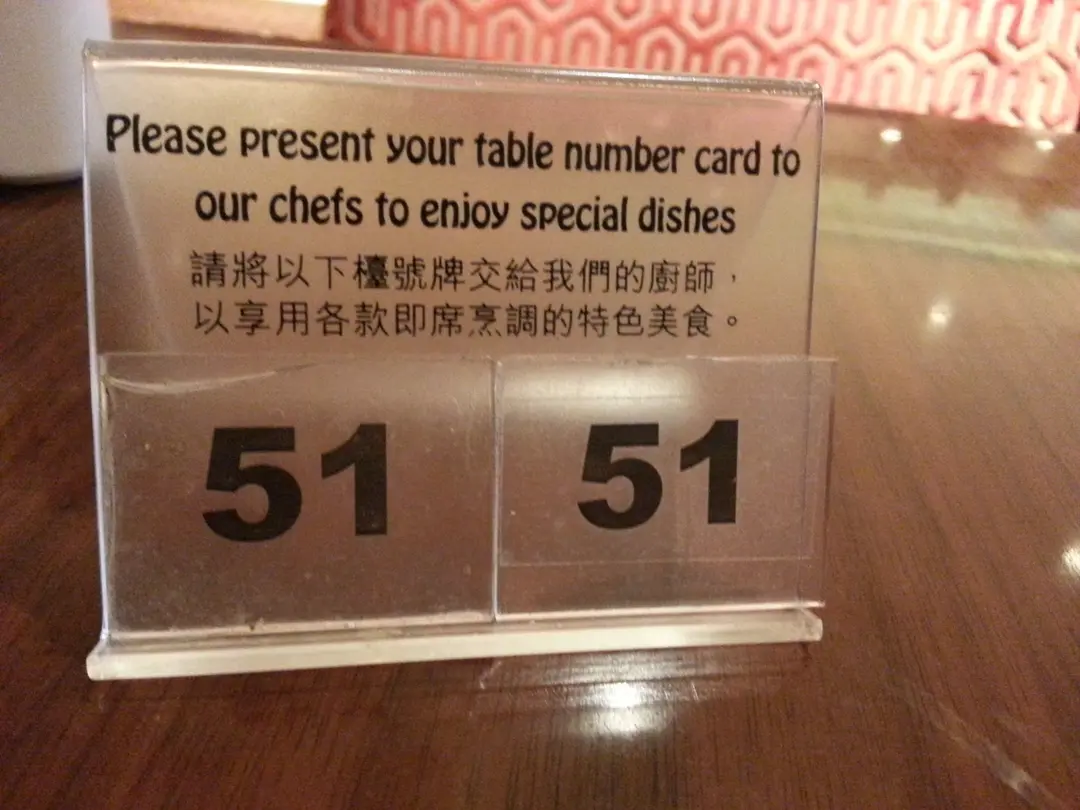 Please present your table number card to
our chefs to enjoy special dishes
請將以下檯號牌交給我們的廚師，
以享用各款即席烹調的特色美食。
51 51